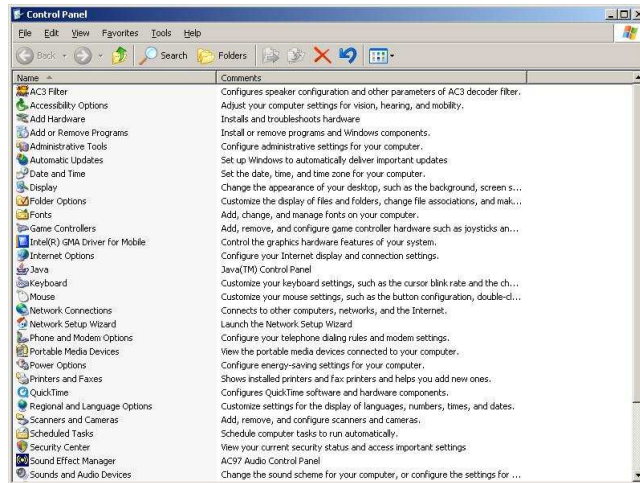 Control Panel
File Edit View Favorites Tools Help
Back Search Folders
Name Comments
AC3 Filter Configures speaker configuration and other parameters of AC3 decoder filter.
Accessibility Options Adjust your computer settings for vision, hearing, and mobility.
Add Hardware Installs and troubleshoots hardware
Add or Remove Programs Install or remove programs and Windows components.
Administrative Tools Configure administrative settings for your computer.
Automatic Updates Set up Windows to automatically deliver important updates
Date and Time Set the date, time, and time zone for your computer.
Display Change the appearance of your desktop, such as the background, screen s...
Folder Options Customize the display of files and folders, change file associations, and mak...
Fonts Add, change, and manage fonts on your computer.
Game Controllers Add, remove, and configure game controller hardware such as joysticks an...
Intel(R) GMA Driver for Mobile Control the graphics hardware features of your system.
Internet Options Configure your Internet display and connection settings.
Java Java(TM) Control Panel
Keyboard Customize your keyboard settings, such as the cursor blink rate and the ch...
Mouse Customize your mouse settings, such as the button configuration, double-cl...
Network Connections Connects to other computers, networks, and the Internet.
Network Setup Wizard Launch the Network Setup Wizard
Phone and Modem Options Configure your telephone dialing rules and modem settings.
Portable Media Devices View the portable media devices connected to your computer.
Power Options Configure energy-saving settings for your computer.
Printers and Faxes Shows installed printers and fax printers and helps you add new ones.
QuickTime Configures QuickTime software and hardware components.
Regional and Language Options Customize settings for the display of languages, numbers, times, and dates.
Scanners and Cameras Add, remove, and configure scanners and cameras.
Scheduled Tasks Schedule computer tasks to run automatically.
Security Center View your current security status and access important settings
Sound Effect Manager AC97 Audio Control Panel
Sounds and Audio Devices Change the sound scheme for your computer, or configure the settings for ...